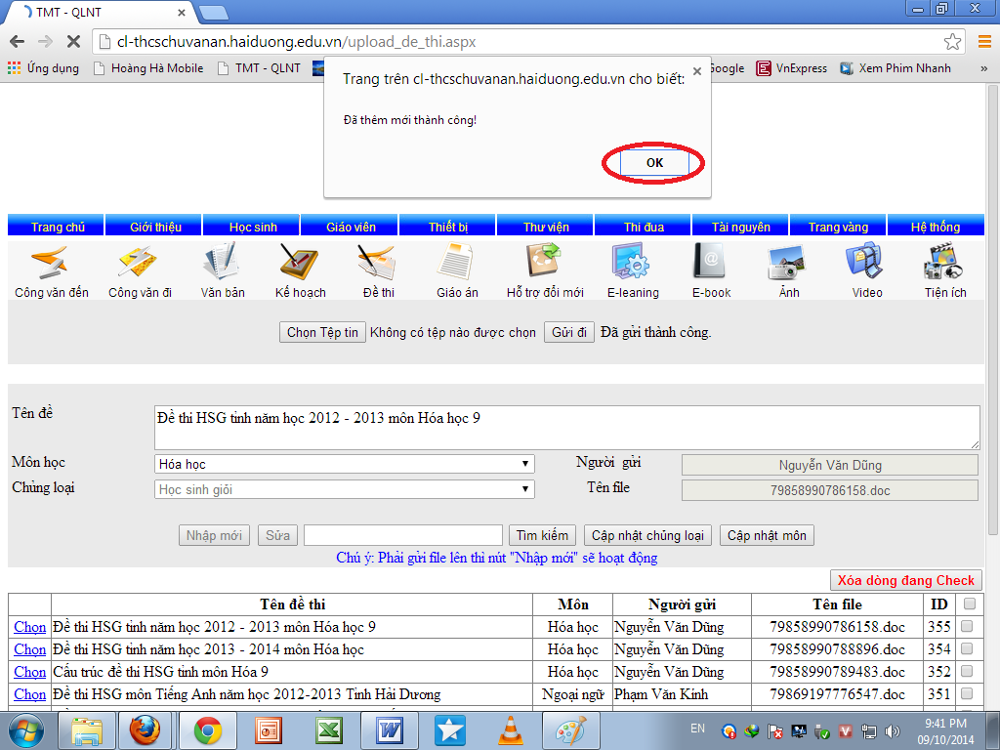 TMT - QLNT
cl-thcschuvanan.haiduong.edu.vn/upload_de_thi.aspx
Ứng dụng Hoàng Hà Mobile TMT - QLNT Google VnExpress Xem Phim Nhanh »
Trang trên cl-thcschuvanan.haiduong.edu.vn cho biết:
Đã thêm mới thành công!
OK
Trang chủ Giới thiệu Học sinh Giáo viên Thiết bị Thư viện Thi đua Tài nguyên Trang vàng Hệ thống
Công văn đến Công văn đi Văn bản Kế hoạch Đề thi Giáo án Hỗ trợ đổi mới E-leaning E-book Ảnh Video Tiện ích
Chọn Tệp tin Không có tệp nào được chọn Gửi đi Đã gửi thành công.
Tên đề Đề thi HSG tỉnh năm học 2012 - 2013 môn Hóa học 9
Môn học Hóa học Người gửi Nguyễn Văn Dũng
Chủng loại Học sinh giỏi Tên file 79858990786158.doc
Nhập mới Sửa Tìm kiếm Cập nhật chủng loại Cập nhật môn
Chú ý: Phải gửi file lên thì nút "Nhập mới" sẽ hoạt động
Xóa dòng đang Check
Tên đề thi Môn Người gửi Tên file ID
Chọn Đề thi HSG tỉnh năm học 2012 - 2013 môn Hóa học 9 Hóa học Nguyễn Văn Dũng 79858990786158.doc 355
Chọn Đề thi HSG tỉnh năm học 2013 - 2014 môn Hóa học Hóa học Nguyễn Văn Dũng 79858990788896.doc 354
Chọn Cấu trúc đề thi HSG tỉnh môn Hóa 9 Hóa học Nguyễn Văn Dũng 79858990789483.doc 352
Chọn Đề thi HSG môn Tiếng Anh năm học 2012-2013 Tỉnh Hải Dương Ngoại ngữ Phạm Văn Kinh 79869197776547.doc 351
EN 9:41 PM
09/10/2014